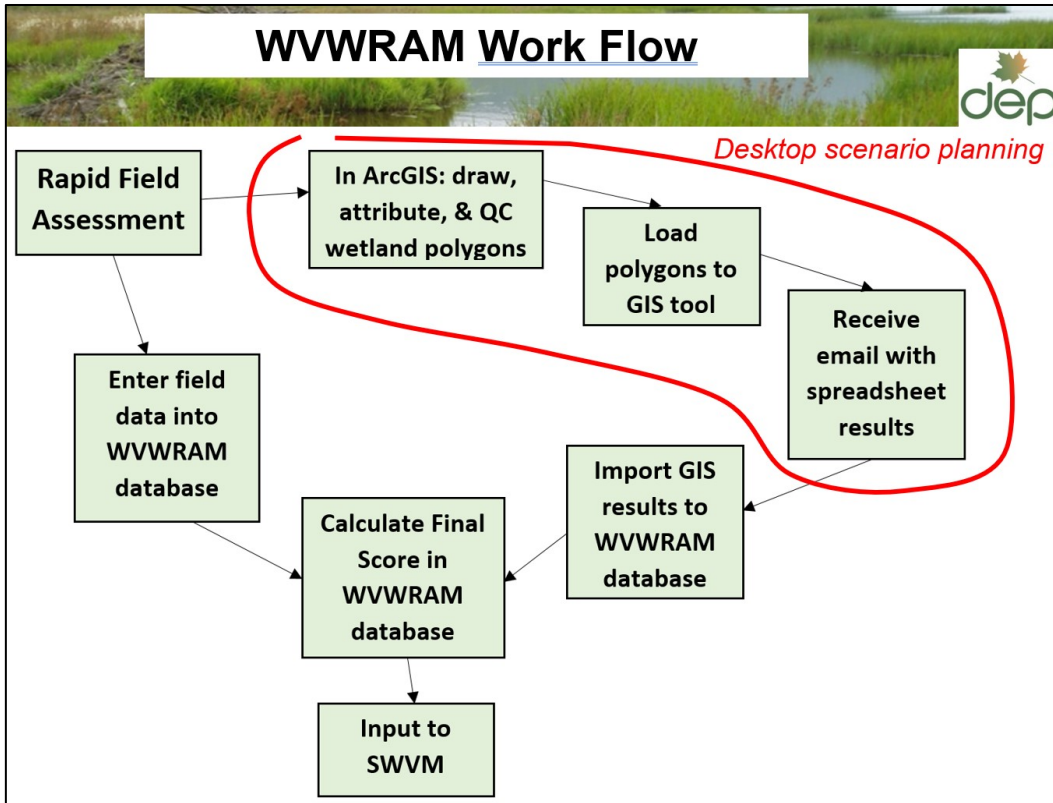 WVWRAM Work Flow
dep
Desktop scenario planning
Rapid Field
Assessment
In ArcGIS: draw,
attribute, & QC
wetland polygons
Load
polygons to
GIS tool
Receive
email with
spreadsheet
results
Enter field
data into
WVWRAM
database
Import GIS
results to
WVWRAM
database
Calculate Final
Score in
WVWRAM
database
Input to
SWVM